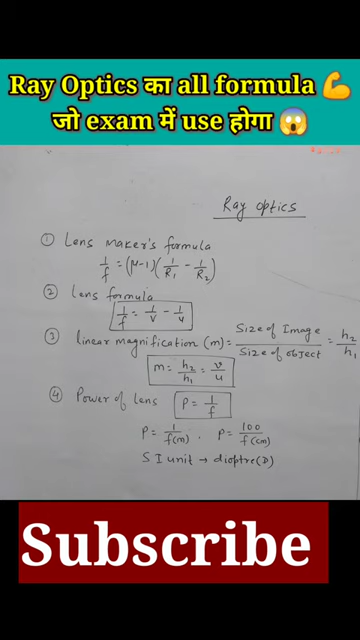 Ray Optics का all formula 💪
जो exam में use होगा 😱
Ray optics
① Lens maker's formula
1/f = (μ-1)(1/R₁ - 1/R₂)
② lens formula
1/f = 1/v - 1/u
③ linear magnification (m) = Size of Image/Size of object = h₂/h₁
m = h₂/h₁ = v/u
④ Power of lens P = 1/f
P = 1/f(m) , P = 100/f(cm)
S I unit → dioptre(D)
Subscribe